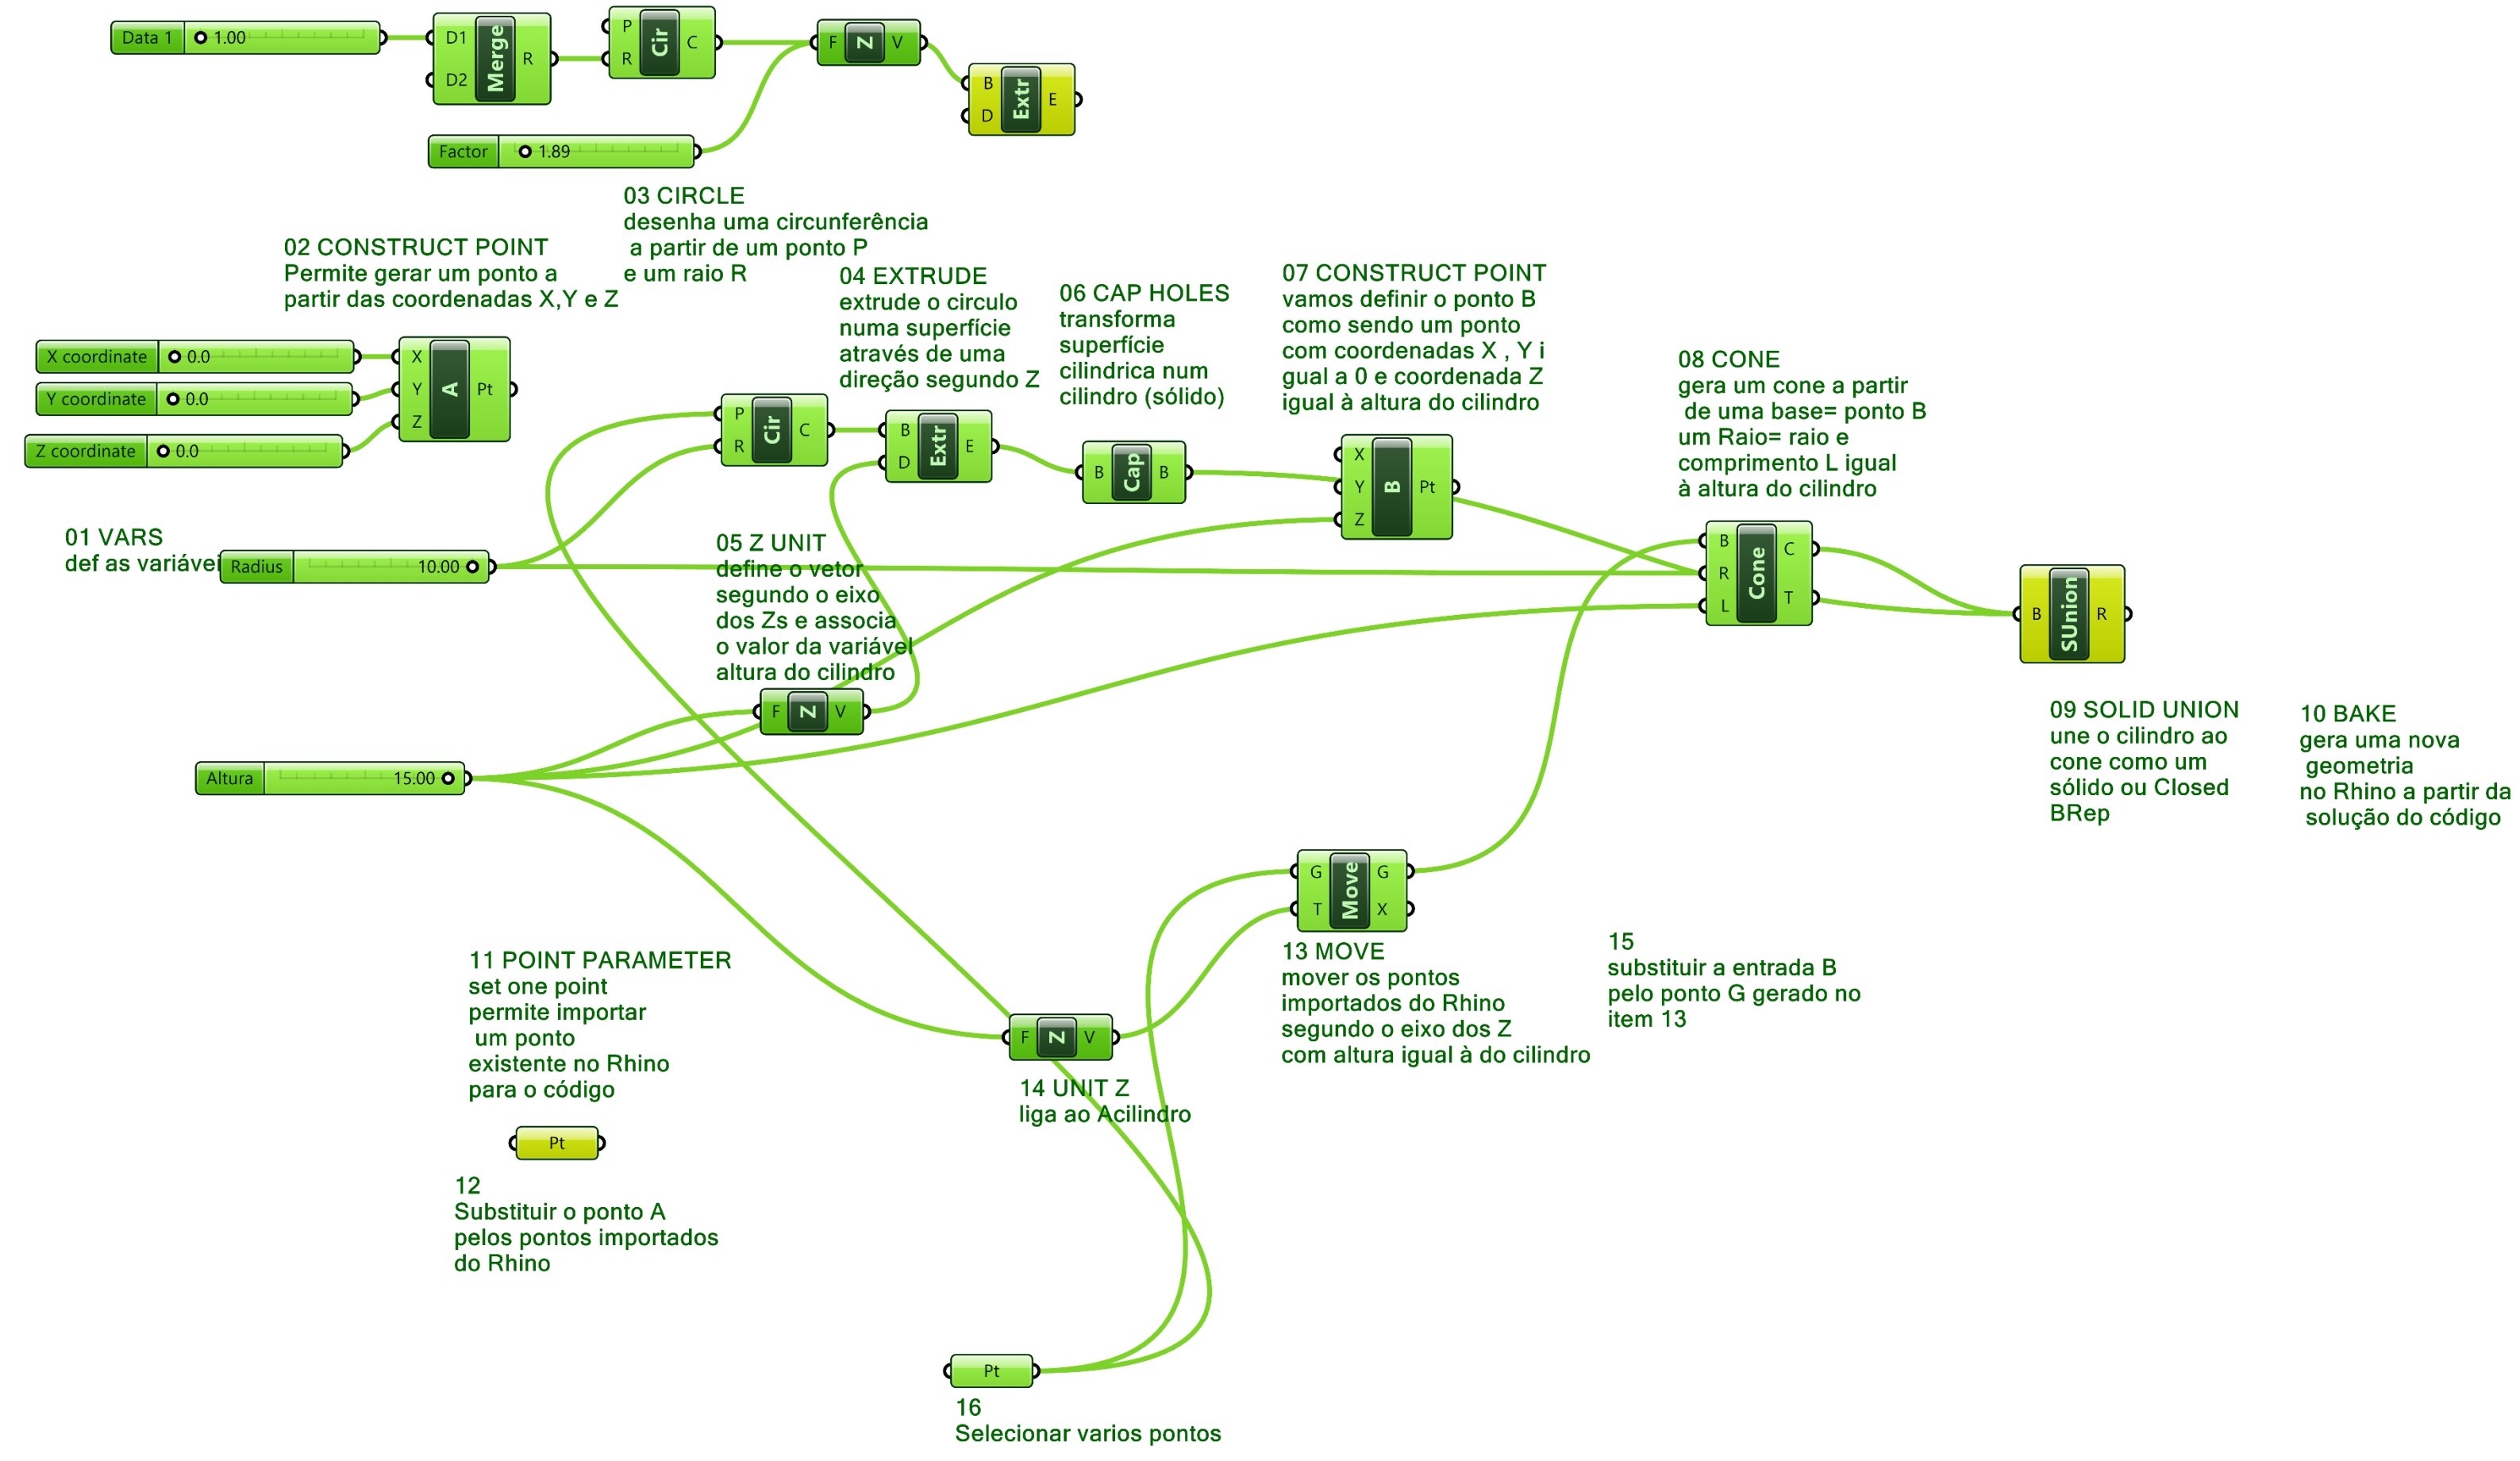 Data 1 1.00
D1
D2
Merge
R
P
R
Cir
C
F
Z
V
B
D
Extr
E
Factor 1.89
03 CIRCLE
desenha uma circunferência
a partir de um ponto P
e um raio R
02 CONSTRUCT POINT
Permite gerar um ponto a
partir das coordenadas X,Y e Z
04 EXTRUDE
extrude o circulo
numa superfície
através de uma
direção segundo Z
06 CAP HOLES
transforma
superfície
cilindrica num
cilindro (sólido)
07 CONSTRUCT POINT
vamos definir o ponto B
como sendo um ponto
com coordenadas X , Y i
gual a 0 e coordenada Z
igual à altura do cilindro
08 CONE
gera um cone a partir
de uma base= ponto B
um Raio= raio e
comprimento L igual
à altura do cilindro
X coordinate 0.0
Y coordinate 0.0
Z coordinate 0.0
X
Y
Z
A
Pt
P
R
Cir
C
B
D
Extr
E
B
Cap
B
X
Y
Z
B
Pt
01 VARS
def as variávei
Radius 10.00
05 Z UNIT
define o vetor
segundo o eixo
dos Zs e associa
o valor da variável
altura do cilindro
F
Z
V
B
R
L
Cone
C
T
B
SUnion
R
09 SOLID UNION
une o cilindro ao
cone como um
sólido ou Closed
BRep
10 BAKE
gera uma nova
geometria
no Rhino a partir da
solução do código
Altura 15.00
G
T
Move
G
X
13 MOVE
mover os pontos
importados do Rhino
segundo o eixo dos Z
com altura igual à do cilindro
15
substituir a entrada B
pelo ponto G gerado no
item 13
11 POINT PARAMETER
set one point
permite importar
um ponto
existente no Rhino
para o código
F
Z
V
14 UNIT Z
liga ao Acilindro
Pt
12
Substituir o ponto A
pelos pontos importados
do Rhino
Pt
16
Selecionar varios pontos